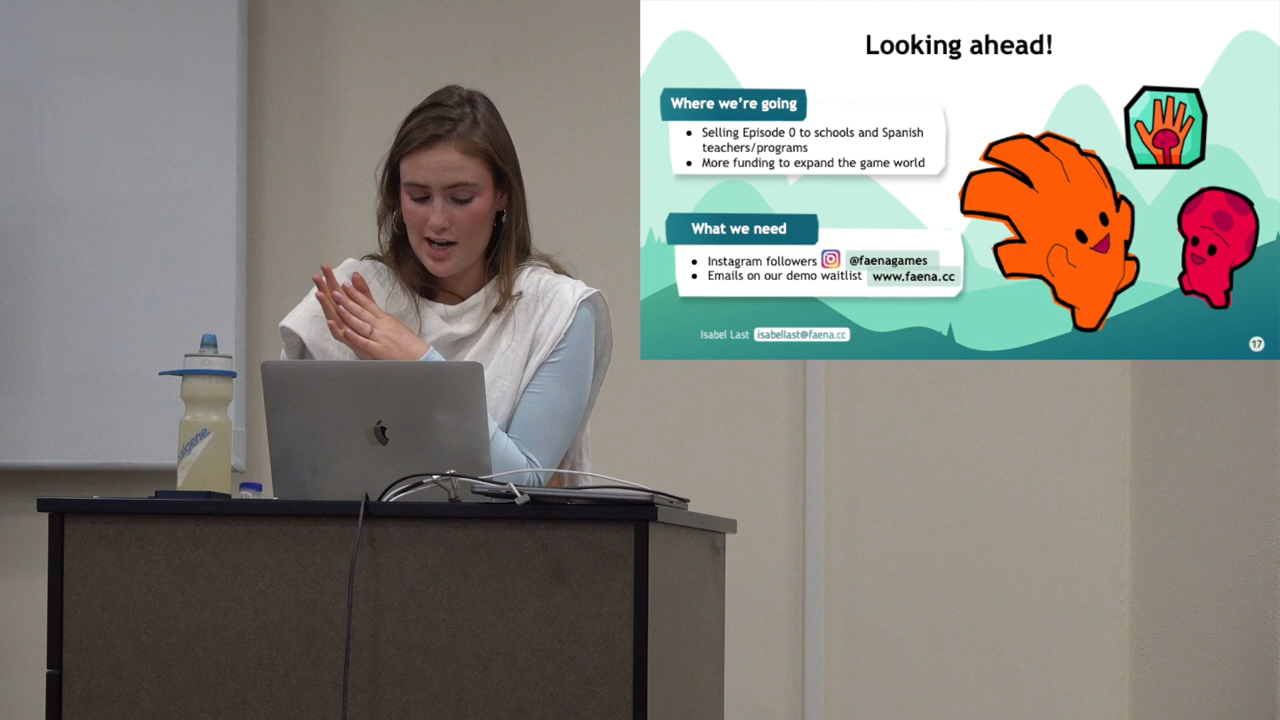 Looking ahead!
Where we're going
● Selling Episode 0 to schools and Spanish
teachers/programs
● More funding to expand the game world
What we need
● Instagram followers @faenagames
● Emails on our demo waitlist www.faena.cc
Isabel Last isabellast@faena.cc
17
nalgene